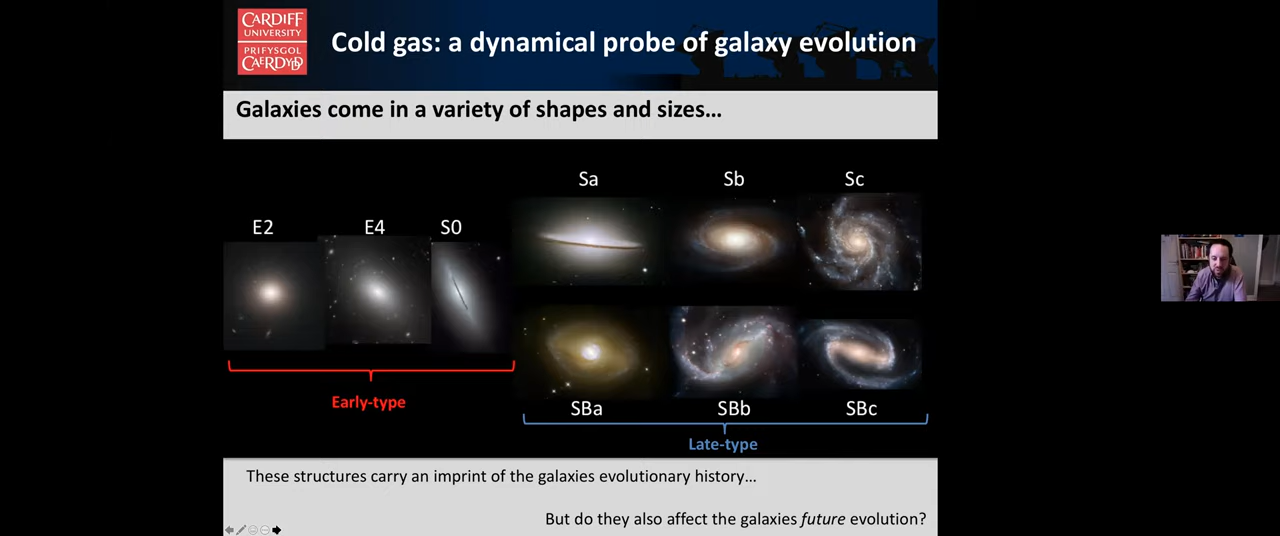 CARDIFF
UNIVERSITY
PRIFYSGOL
CAERDYDD
Cold gas: a dynamical probe of galaxy evolution
Galaxies come in a variety of shapes and sizes…
Sa Sb Sc
E2 E4 S0
SBa SBb SBc
Early-type
Late-type
These structures carry an imprint of the galaxies evolutionary history…
But do they also affect the galaxies future evolution?